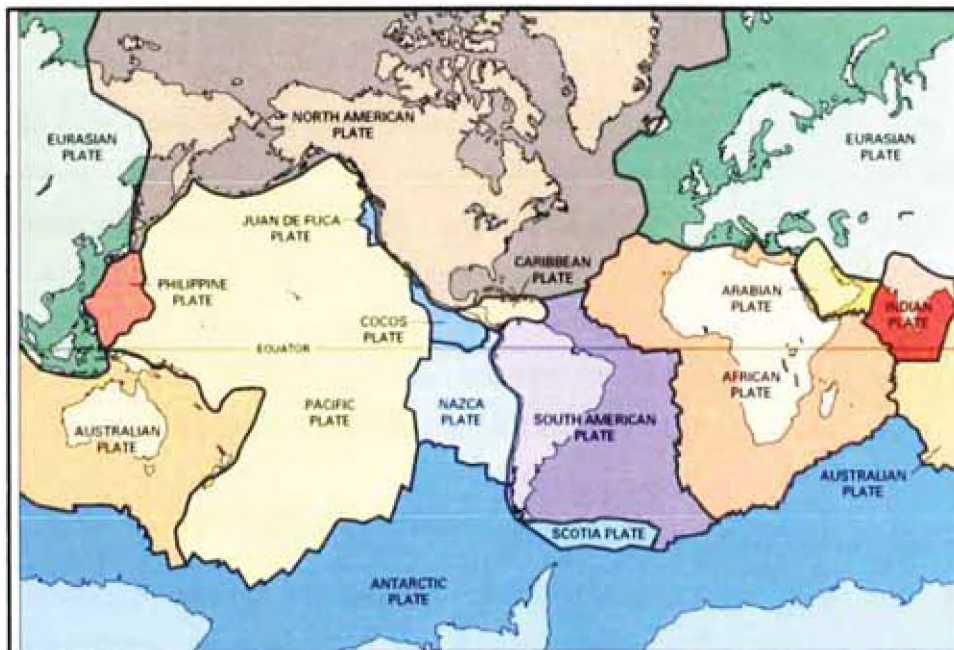 NORTH AMERICAN
PLATE
EURASIAN
PLATE
EURASIAN
PLATE
JUAN DE FUCA
PLATE
CARIBBEAN
PLATE
PHILIPPINE
PLATE
ARABIAN
PLATE
INDIAN
PLATE
COCOS
PLATE
EQUATOR
AFRICAN
PLATE
AUSTRALIAN
PLATE
PACIFIC
PLATE
NAZCA
PLATE
SOUTH AMERICAN
PLATE
AUSTRALIAN
PLATE
SCOTIA PLATE
ANTARCTIC
PLATE